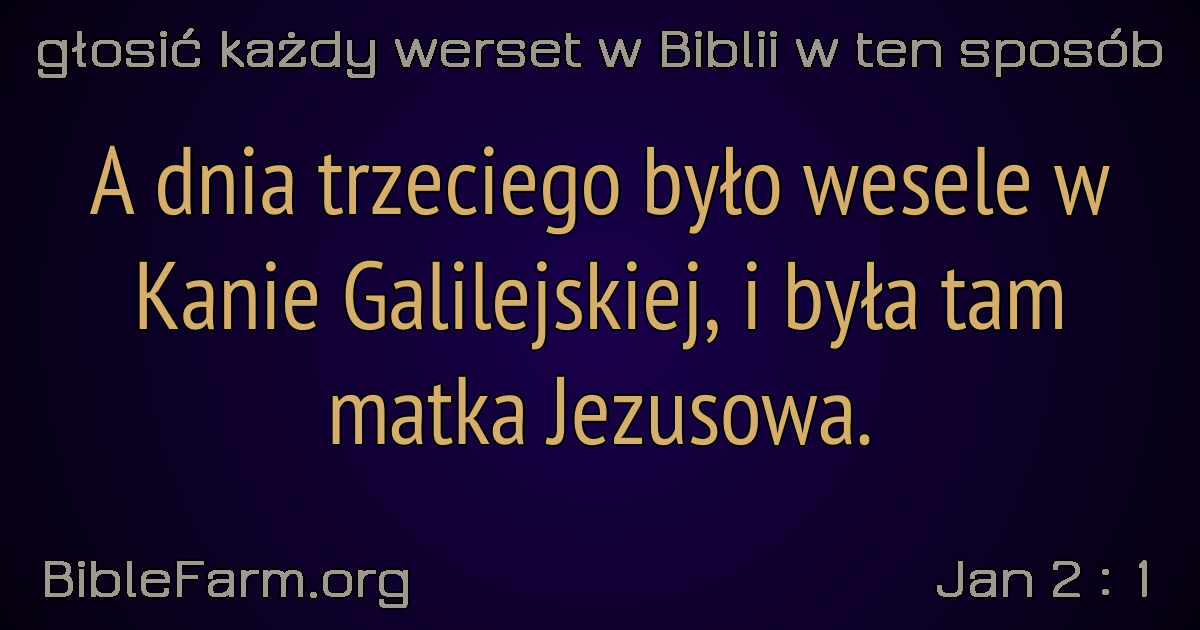 głosić każdy werset w Biblii w ten sposób
A dnia trzeciego było wesele w
Kanie Galilejskiej, i była tam
matka Jezusowa.
BibleFarm.org
Jan 2 : 1